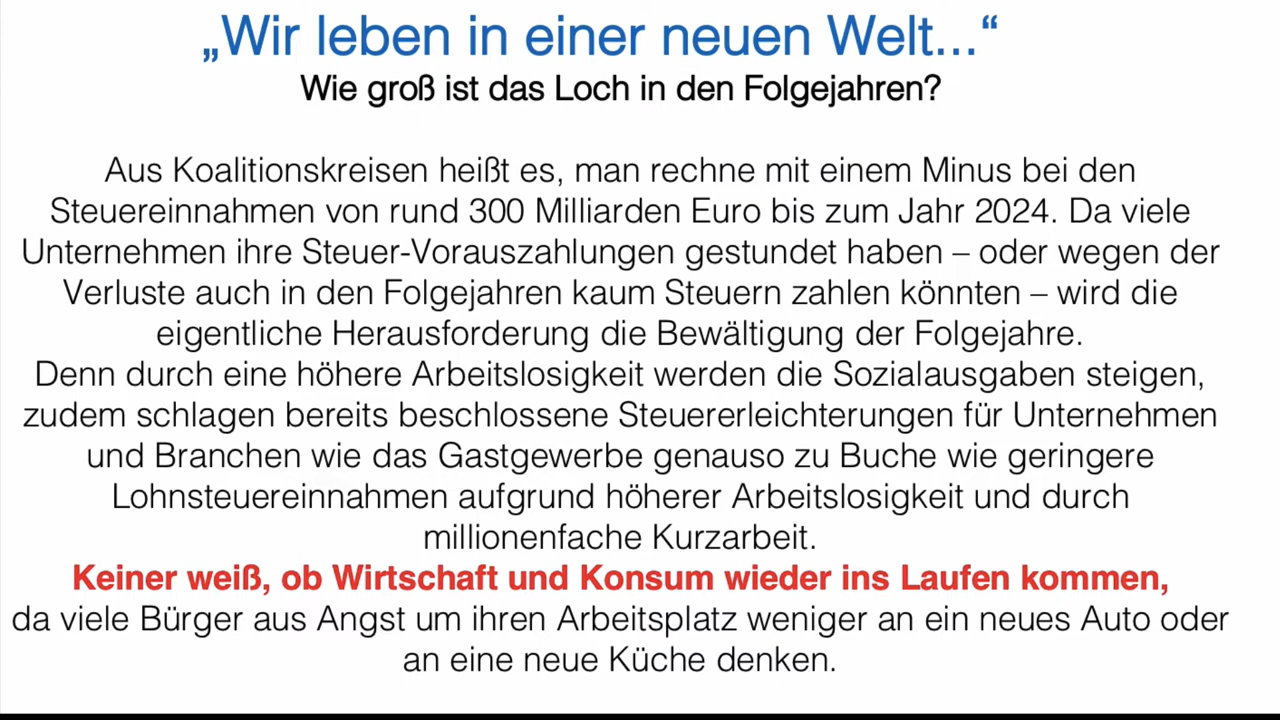 „Wir leben in einer neuen Welt...“
Wie groß ist das Loch in den Folgejahren?
Aus Koalitionskreisen heißt es, man rechne mit einem Minus bei den
Steuereinnahmen von rund 300 Milliarden Euro bis zum Jahr 2024. Da viele
Unternehmen ihre Steuer-Vorauszahlungen gestundet haben – oder wegen der
Verluste auch in den Folgejahren kaum Steuern zahlen könnten – wird die
eigentliche Herausforderung die Bewältigung der Folgejahre.
Denn durch eine höhere Arbeitslosigkeit werden die Sozialausgaben steigen,
zudem schlagen bereits beschlossene Steuererleichterungen für Unternehmen
und Branchen wie das Gastgewerbe genauso zu Buche wie geringere
Lohnsteuereinnahmen aufgrund höherer Arbeitslosigkeit und durch
millionenfache Kurzarbeit.
Keiner weiß, ob Wirtschaft und Konsum wieder ins Laufen kommen,
da viele Bürger aus Angst um ihren Arbeitsplatz weniger an ein neues Auto oder
an eine neue Küche denken.